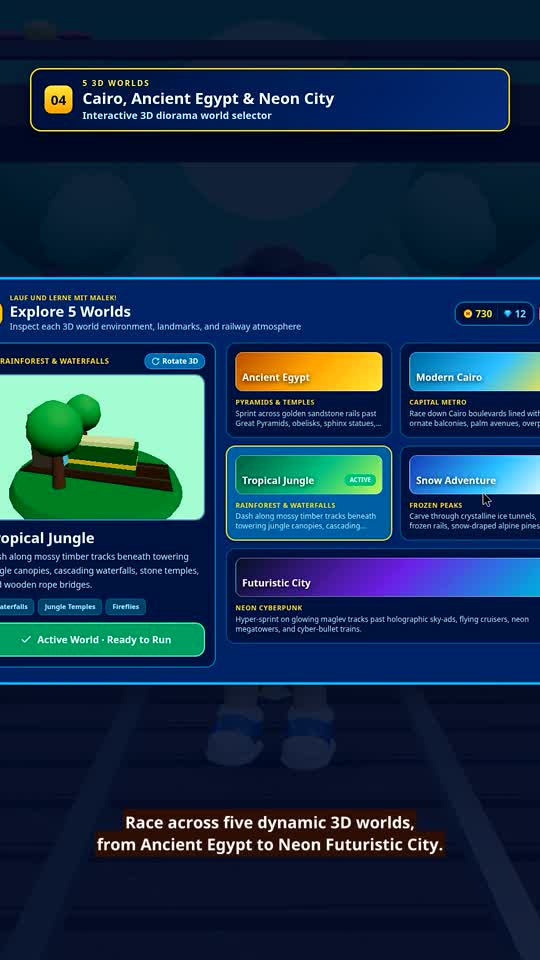 04
5 3D WORLDS
Cairo, Ancient Egypt & Neon City
Interactive 3D diorama world selector
LAUF UND LERNE MIT MALEK!
Explore 5 Worlds
Inspect each 3D world environment, landmarks, and railway atmosphere
730
12
RAINFOREST & WATERFALLS
Rotate 3D
Tropical Jungle
Dash along mossy timber tracks beneath towering
jungle canopies, cascading waterfalls, stone temples,
and wooden rope bridges.
Waterfalls
Jungle Temples
Fireflies
Active World · Ready to Run
Ancient Egypt
PYRAMIDS & TEMPLES
Sprint across golden sandstone rails past
Great Pyramids, obelisks, sphinx statues,...
Modern Cairo
CAPITAL METRO
Race down Cairo boulevards lined with
ornate balconies, palm avenues, overp
Tropical Jungle
ACTIVE
RAINFOREST & WATERFALLS
Dash along mossy timber tracks beneath
towering jungle canopies, cascading...
Snow Adventure
FROZEN PEAKS
Carve through crystalline ice tunnels,
frozen rails, snow-draped alpine pines
Futuristic City
NEON CYBERPUNK
Hyper-sprint on glowing maglev tracks past holographic sky-ads, flying cruisers, neon
megatowers, and cyber-bullet trains.
Race across five dynamic 3D worlds,
from Ancient Egypt to Neon Futuristic City.